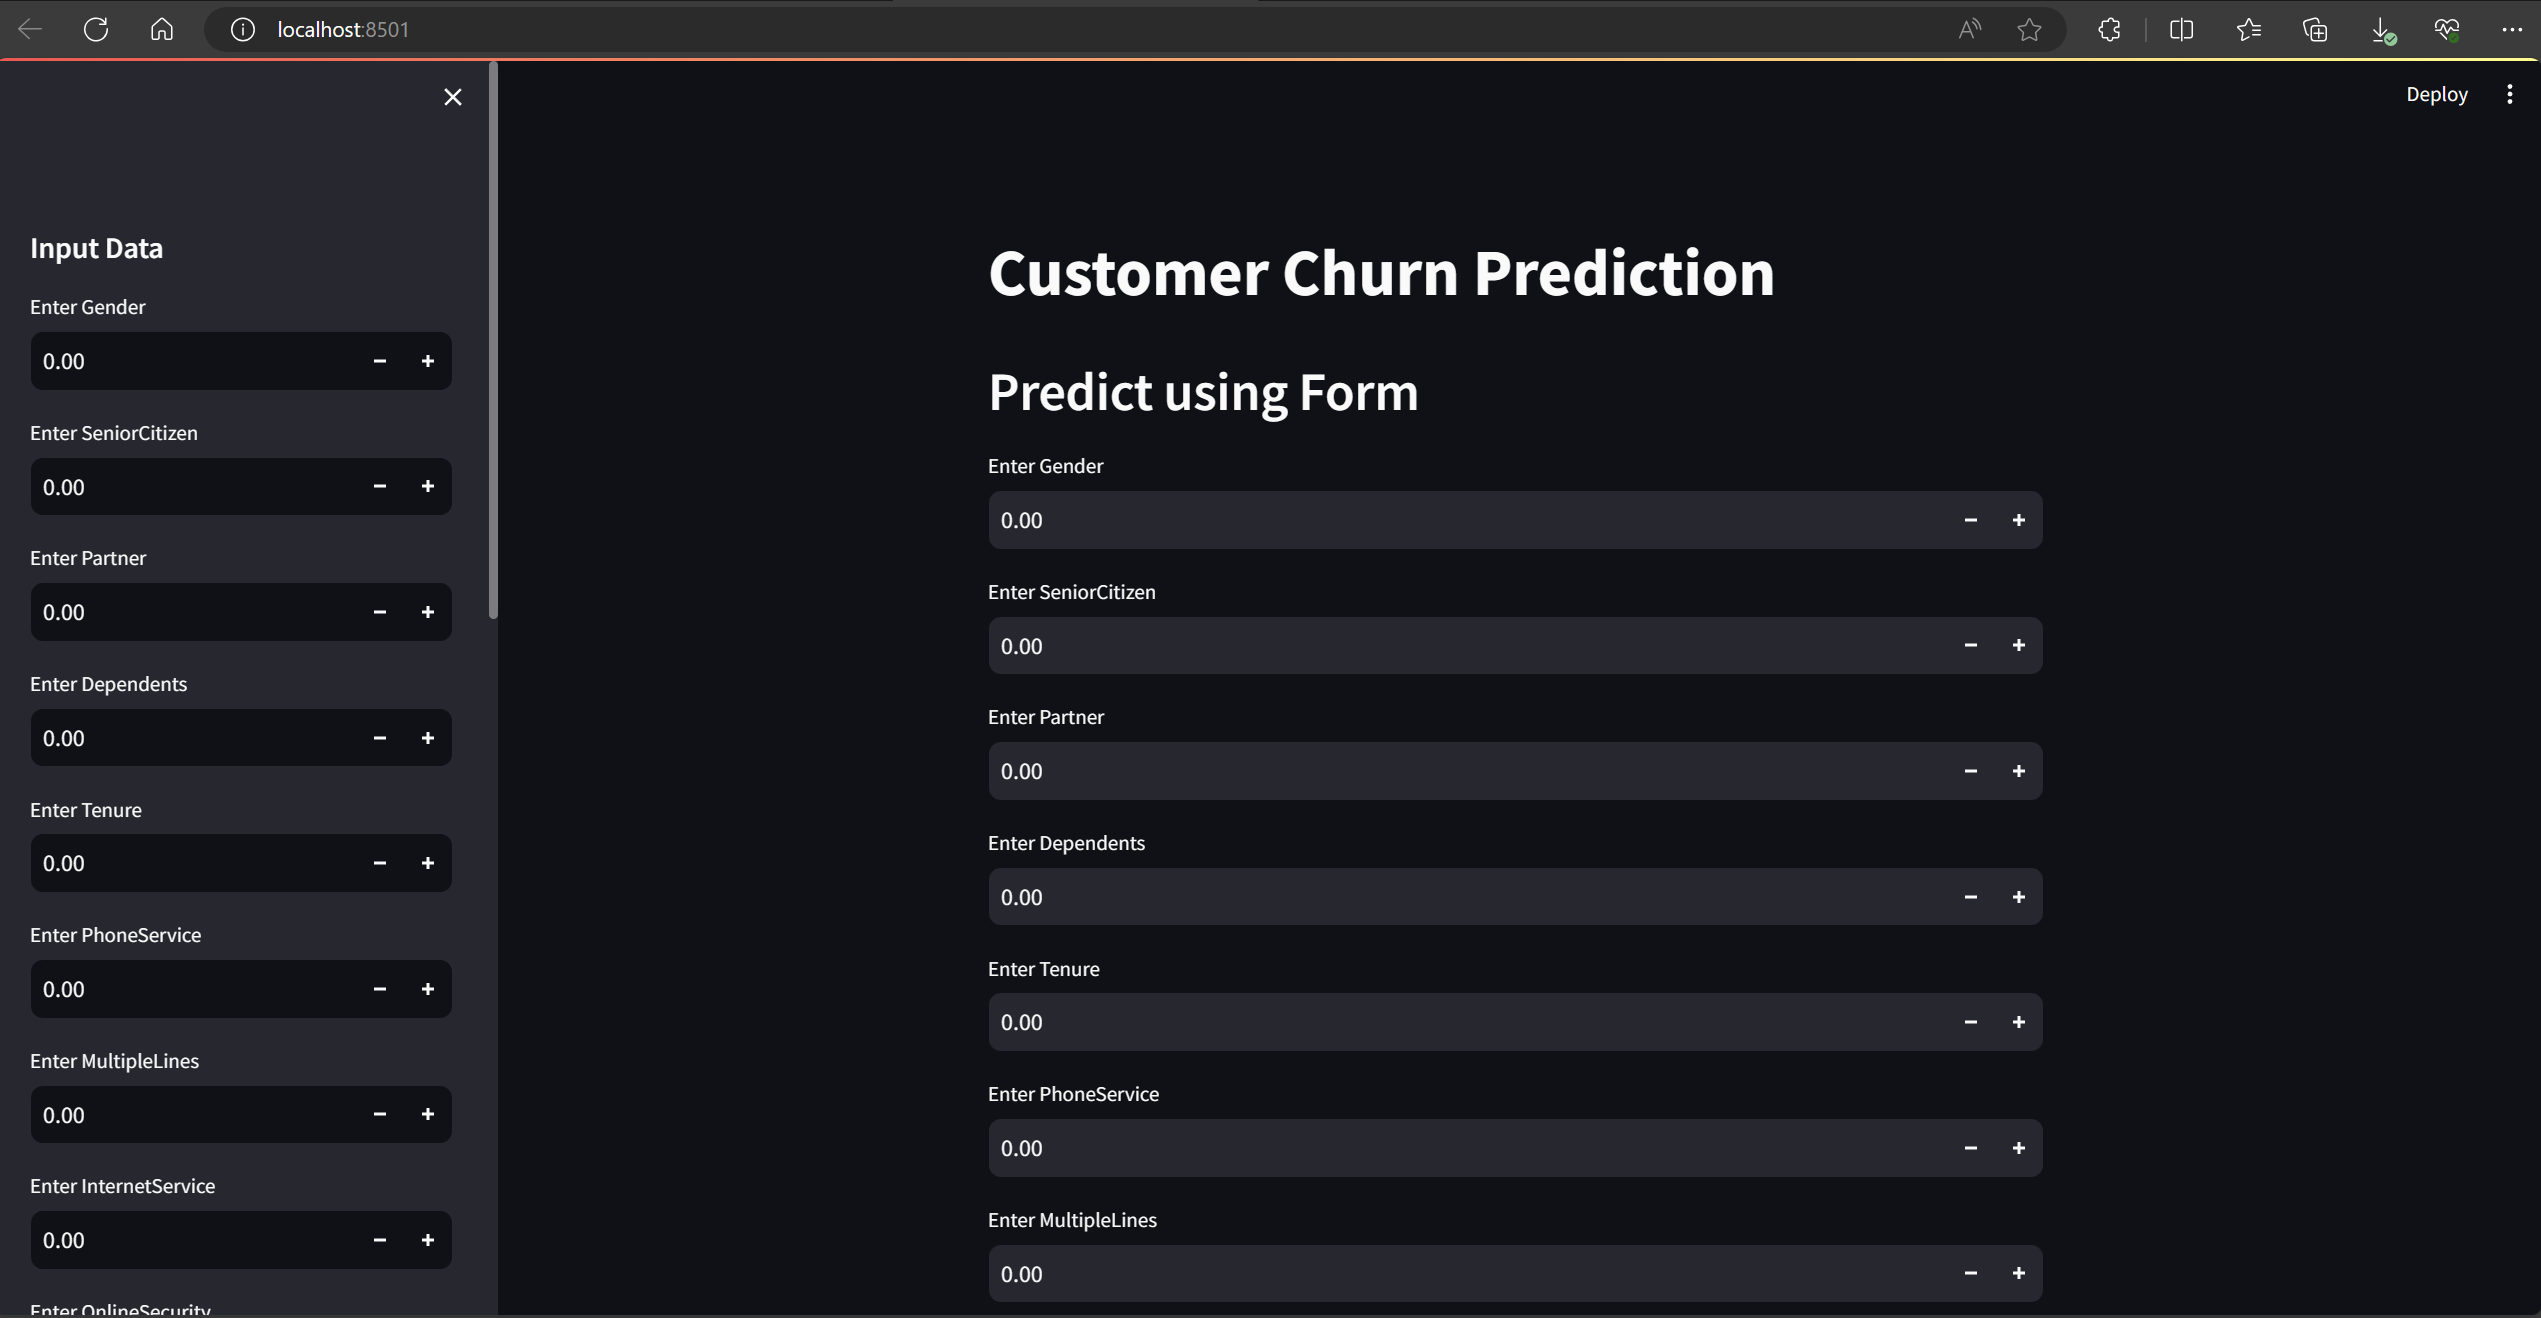 localhost:8501
Deploy
Input Data
Enter Gender
0.00
Enter SeniorCitizen
0.00
Enter Partner
0.00
Enter Dependents
0.00
Enter Tenure
0.00
Enter PhoneService
0.00
Enter MultipleLines
0.00
Enter InternetService
0.00
Enter OnlineSecurity
Customer Churn Prediction
Predict using Form
Enter Gender
0.00
Enter SeniorCitizen
0.00
Enter Partner
0.00
Enter Dependents
0.00
Enter Tenure
0.00
Enter PhoneService
0.00
Enter MultipleLines
0.00